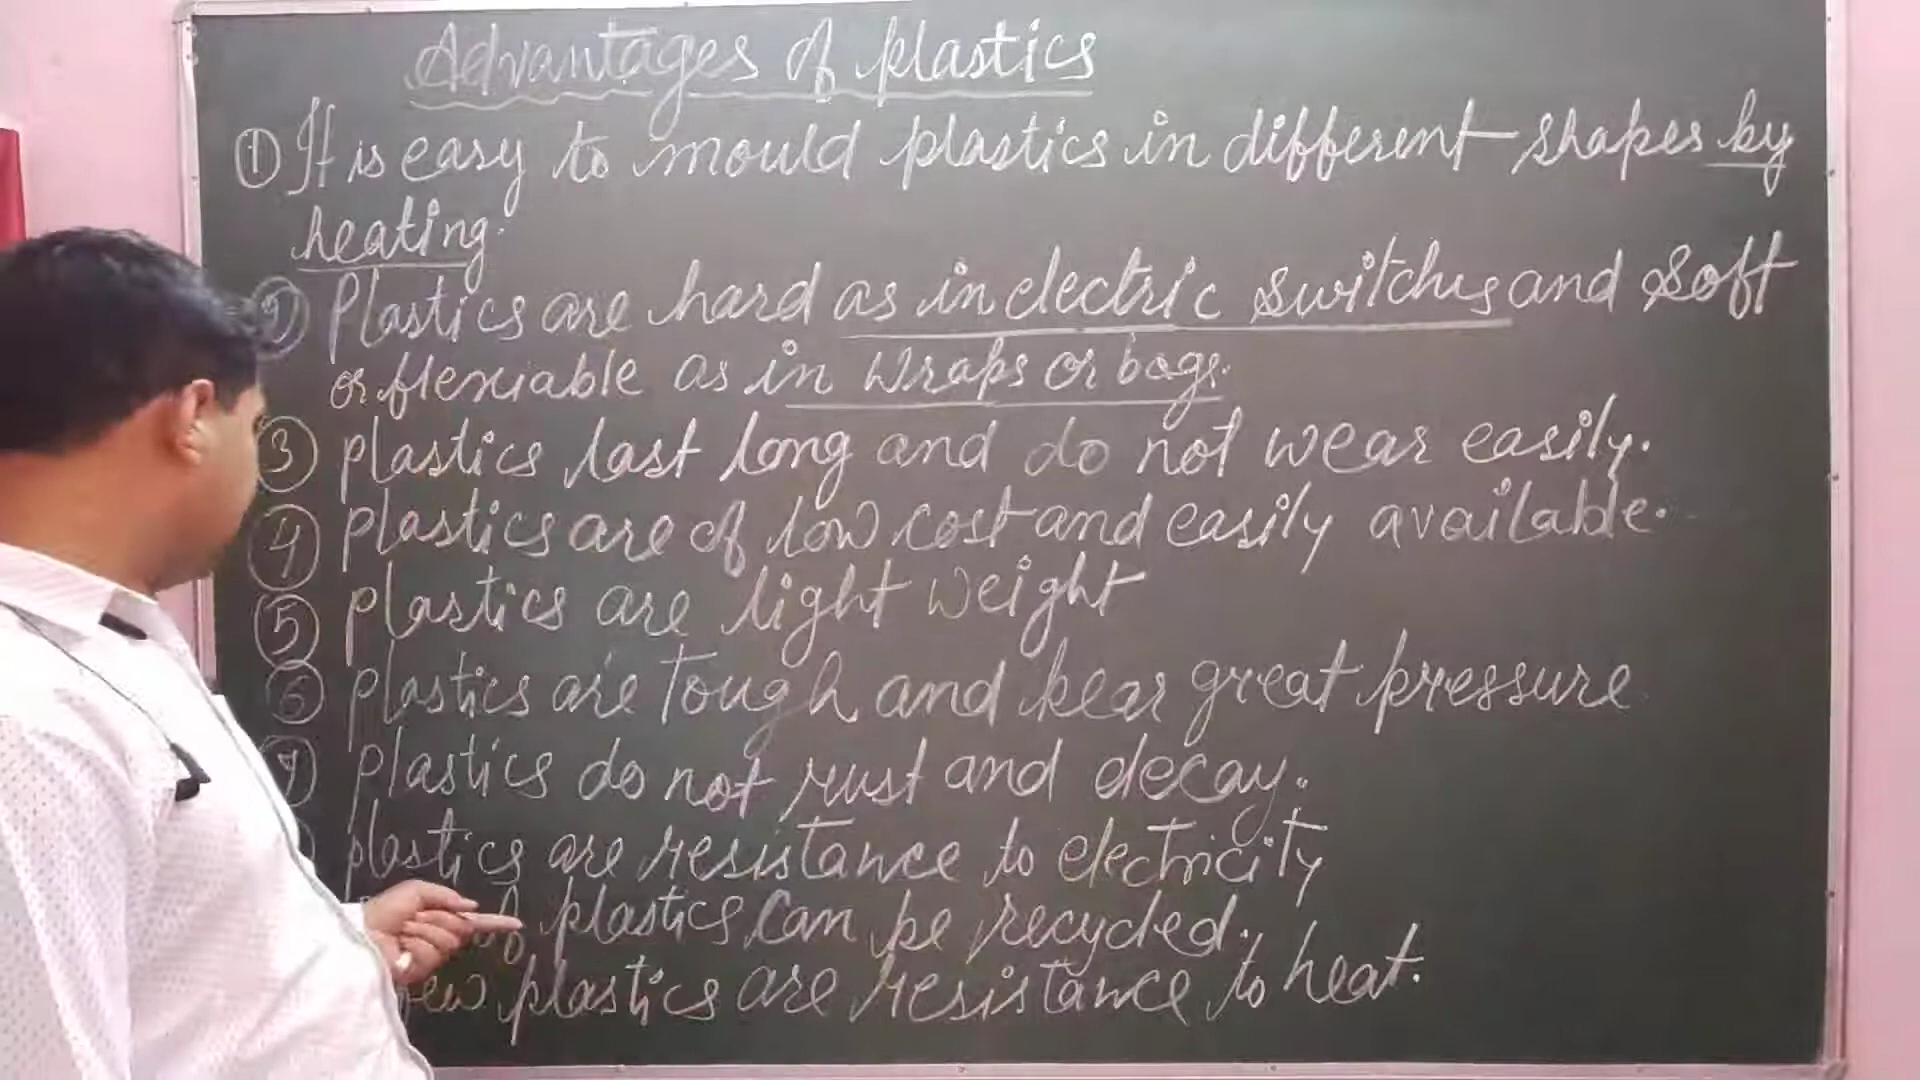 Advantages of plastics
① It is easy to mould plastics in different shapes by
heating.
② Plastics are hard as in electric switches and soft
or flexiable as in wraps or bags.
③ plastics last long and do not wear easily.
④ plastics are of low cost and easily available.
⑤ plastics are light weight
⑥ plastics are Tough and bear great pressure
⑦ plastics do not rust and decay.
plastics are resistance to electricity
of plastics can be recycled.
few plastics are resistance to heat.